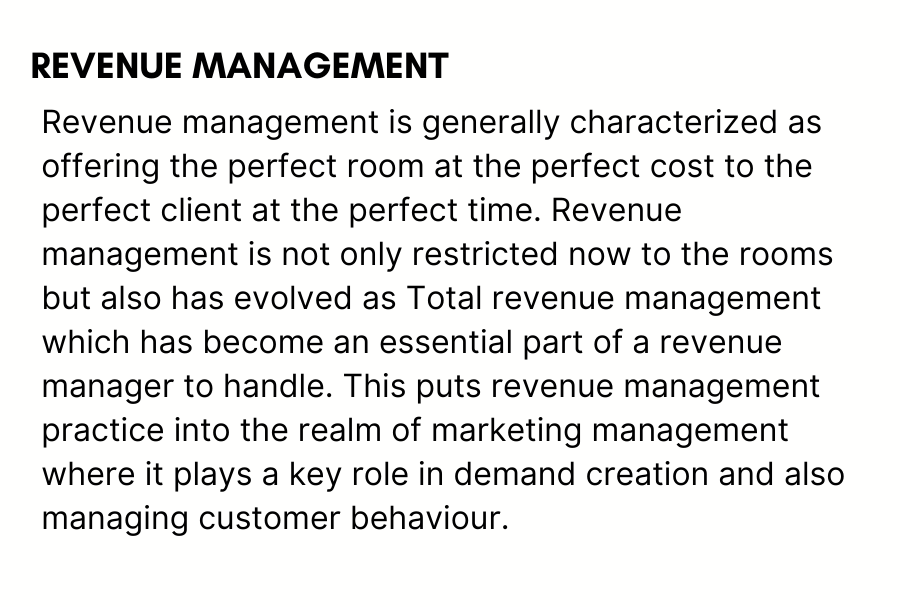 REVENUE MANAGEMENT
Revenue management is generally characterized as
offering the perfect room at the perfect cost to the
perfect client at the perfect time. Revenue
management is not only restricted now to the rooms
but also has evolved as Total revenue management
which has become an essential part of a revenue
manager to handle. This puts revenue management
practice into the realm of marketing management
where it plays a key role in demand creation and also
managing customer behaviour.